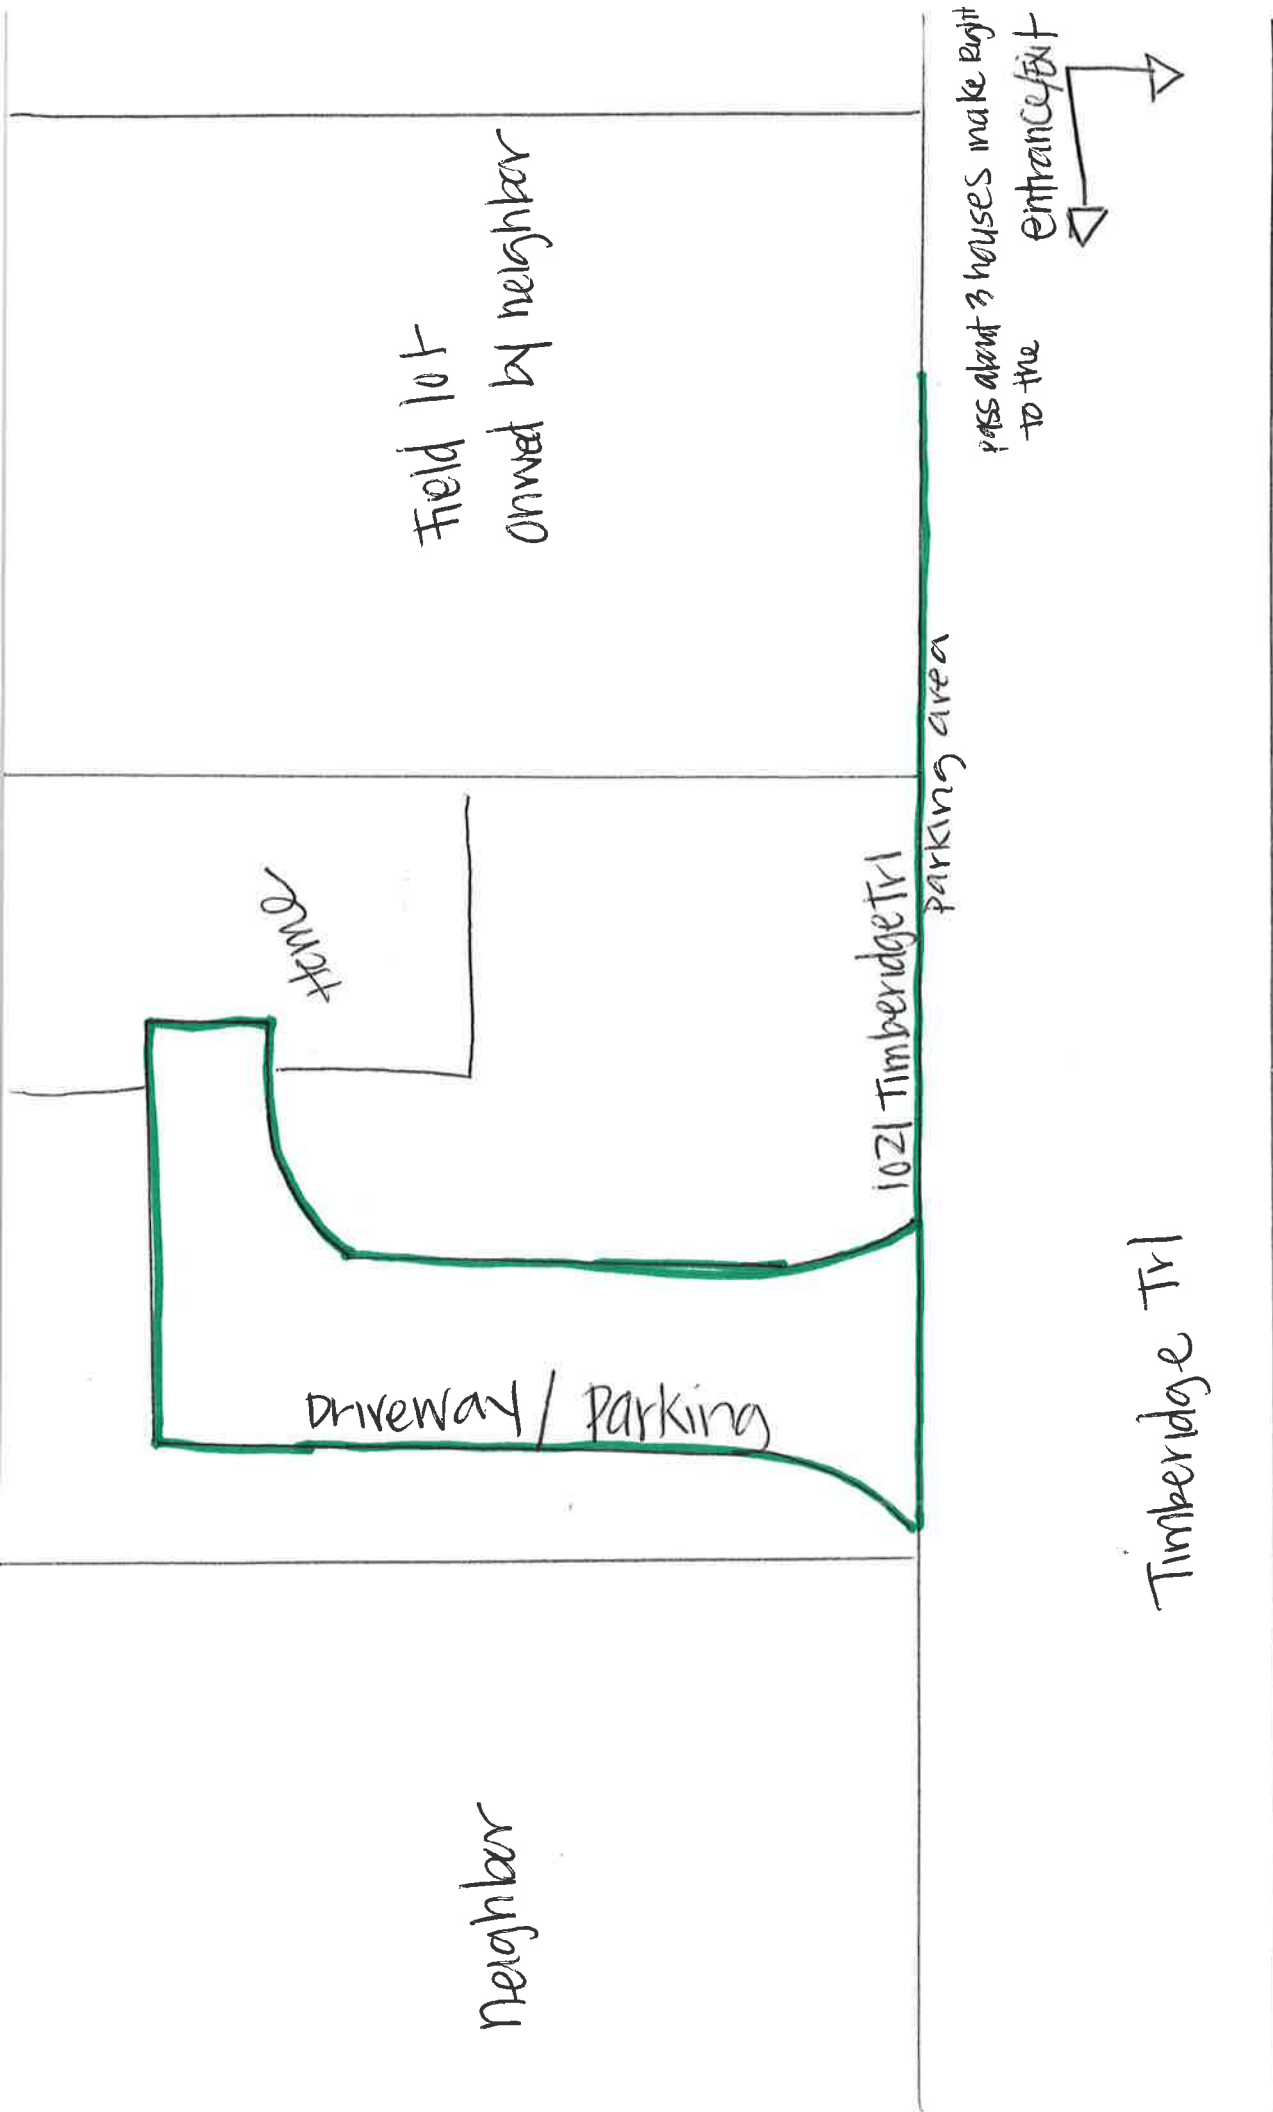 Home
Field lot
owned by neighbor
Driveway / Parking
Neighbor
1021 Timberidge Trl
parking area
pass about 3 houses make Right
to the entrance/Exit
Timberidge Trl